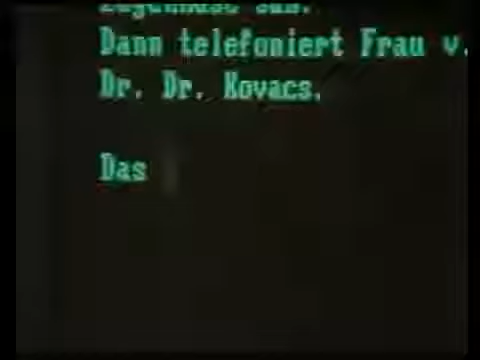 Dann telefoniert Frau v.
Dr. Dr. Kovacs.
Das